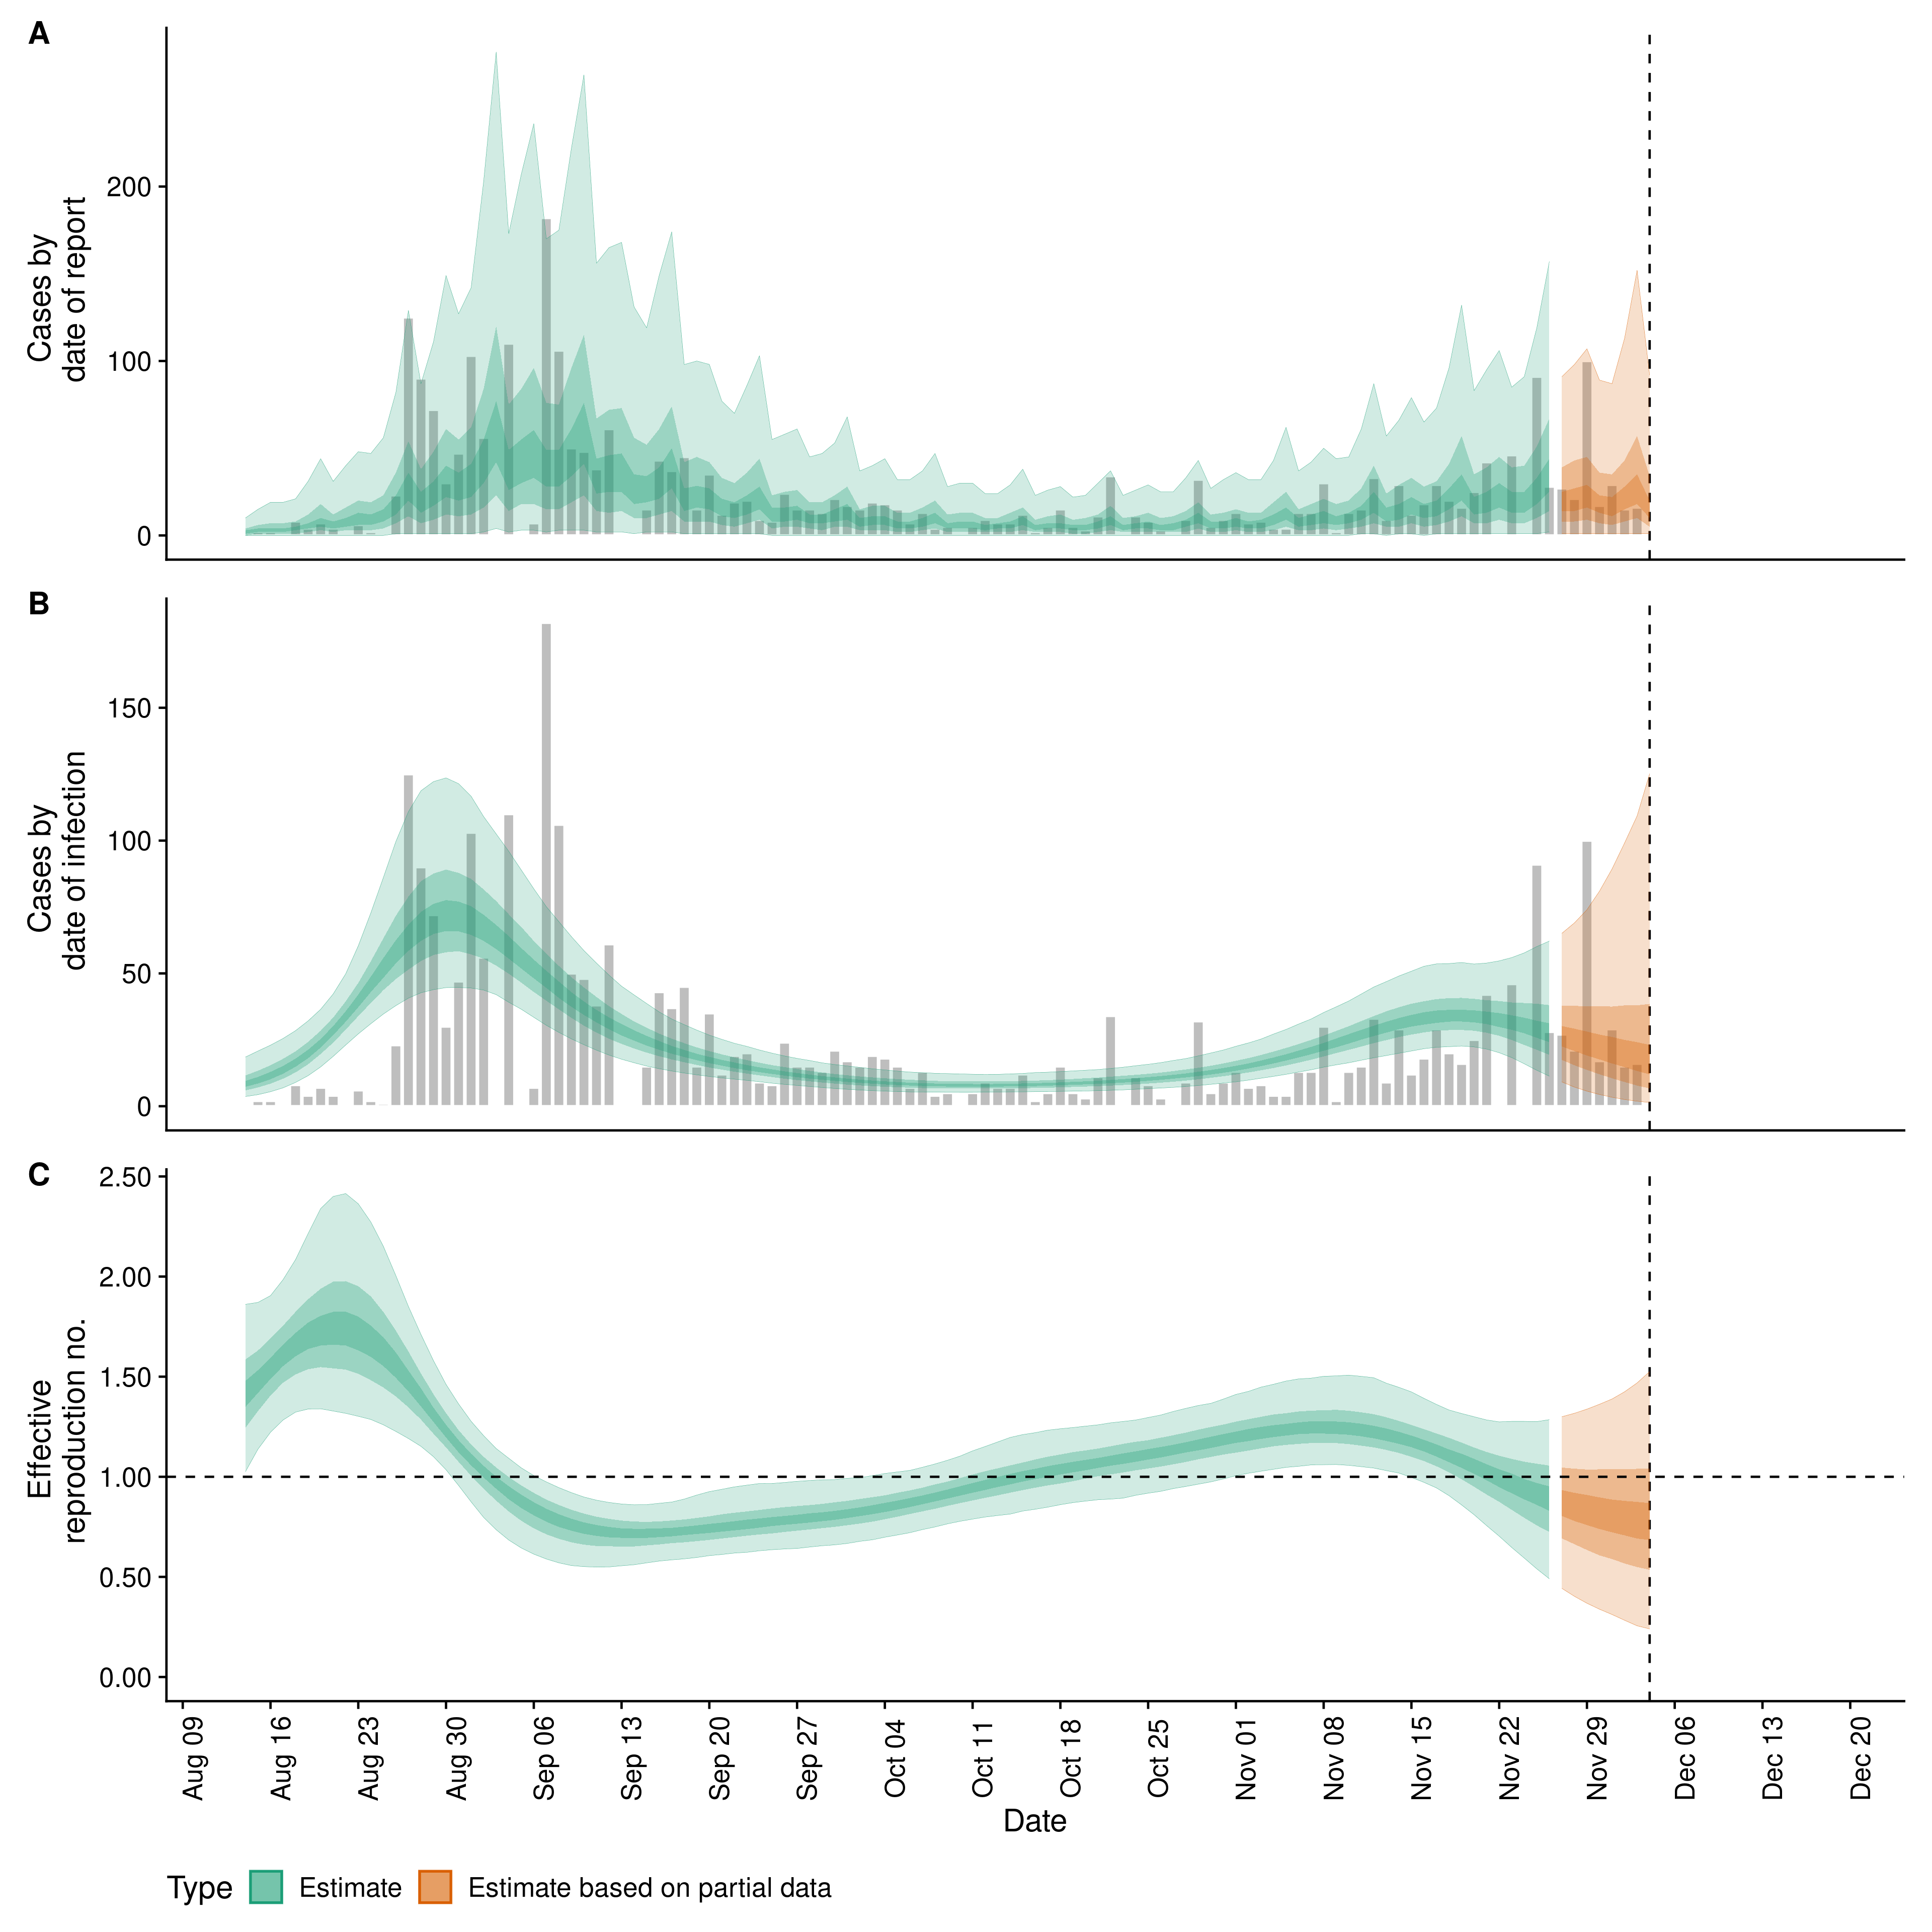 A
Cases by
date of report
200
100
0
B
Cases by
date of infection
150
100
50
0
C
Effective
reproduction no.
2.50
2.00
1.50
1.00
0.50
0.00
Aug 09
Aug 16
Aug 23
Aug 30
Sep 06
Sep 13
Sep 20
Sep 27
Oct 04
Oct 11
Oct 18
Oct 25
Nov 01
Nov 08
Nov 15
Nov 22
Nov 29
Dec 06
Dec 13
Dec 20
Date
Type Estimate Estimate based on partial data